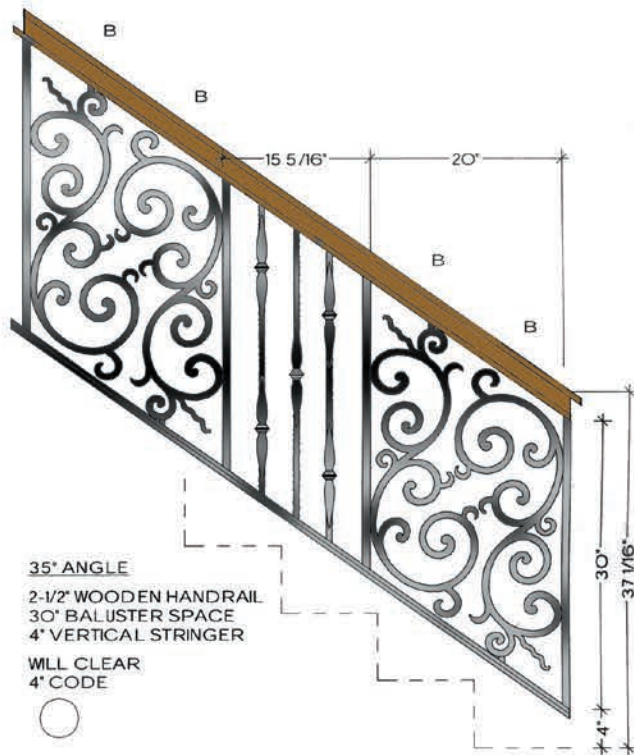 B
B
15 5/16"
20"
B
B
30"
37 1/16"
4"
35° ANGLE
2-1/2" WOODEN HANDRAIL
30" BALUSTER SPACE
4" VERTICAL STRINGER
WILL CLEAR
4" CODE